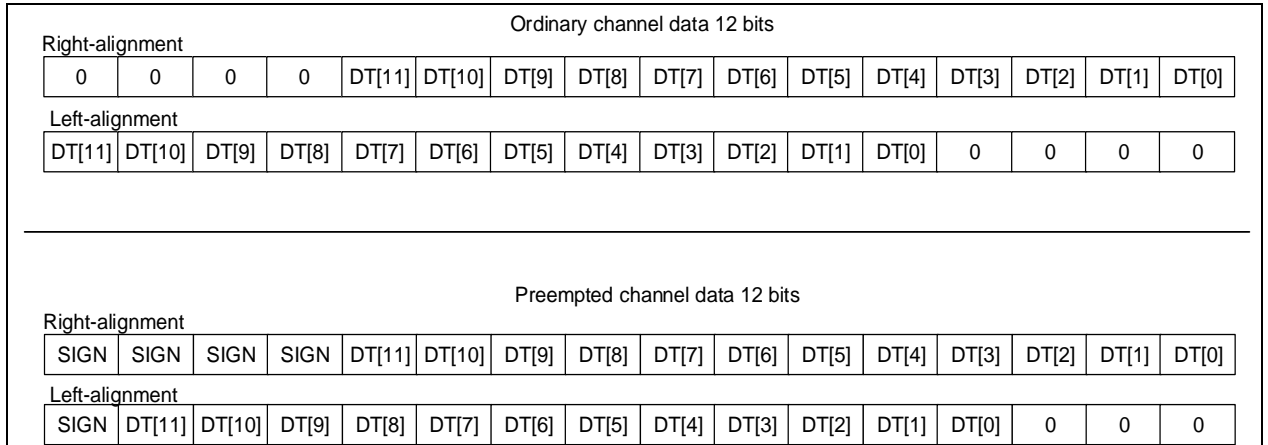 Ordinary channel data 12 bits
Right-alignment
0 0 0 0 DT[11] DT[10] DT[9] DT[8] DT[7] DT[6] DT[5] DT[4] DT[3] DT[2] DT[1] DT[0]
Left-alignment
DT[11] DT[10] DT[9] DT[8] DT[7] DT[6] DT[5] DT[4] DT[3] DT[2] DT[1] DT[0] 0 0 0 0
Preempted channel data 12 bits
Right-alignment
SIGN SIGN SIGN SIGN DT[11] DT[10] DT[9] DT[8] DT[7] DT[6] DT[5] DT[4] DT[3] DT[2] DT[1] DT[0]
Left-alignment
SIGN DT[11] DT[10] DT[9] DT[8] DT[7] DT[6] DT[5] DT[4] DT[3] DT[2] DT[1] DT[0] 0 0 0